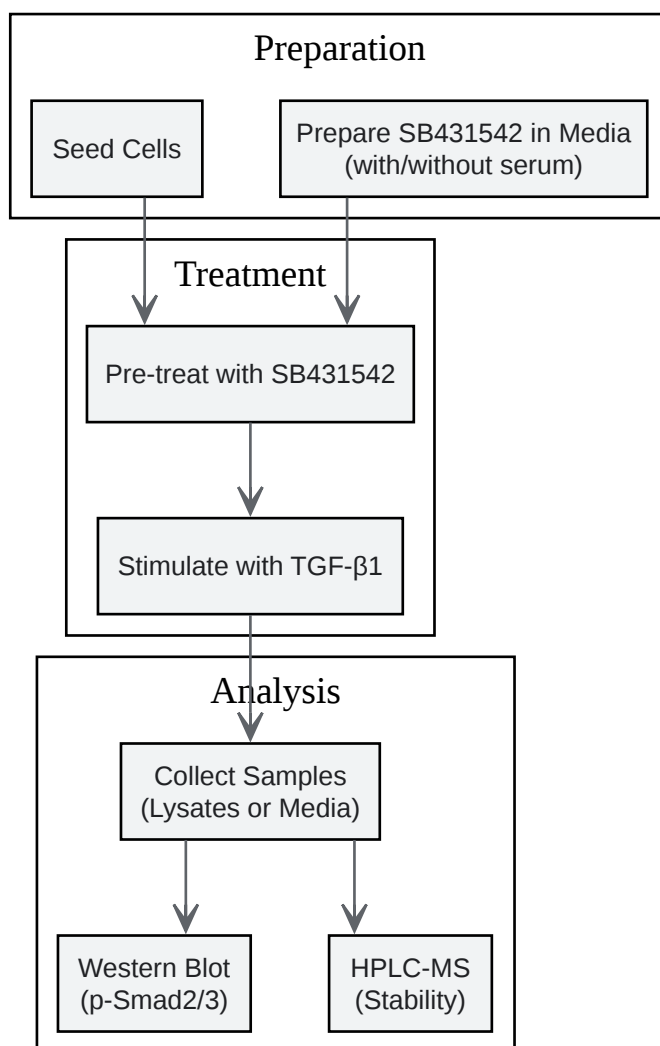 Preparation
Seed Cells
Prepare SB431542 in Media
(with/without serum)
Treatment
Pre-treat with SB431542
Stimulate with TGF-β1
Analysis
Collect Samples
(Lysates or Media)
Western Blot
(p-Smad2/3)
HPLC-MS
(Stability)